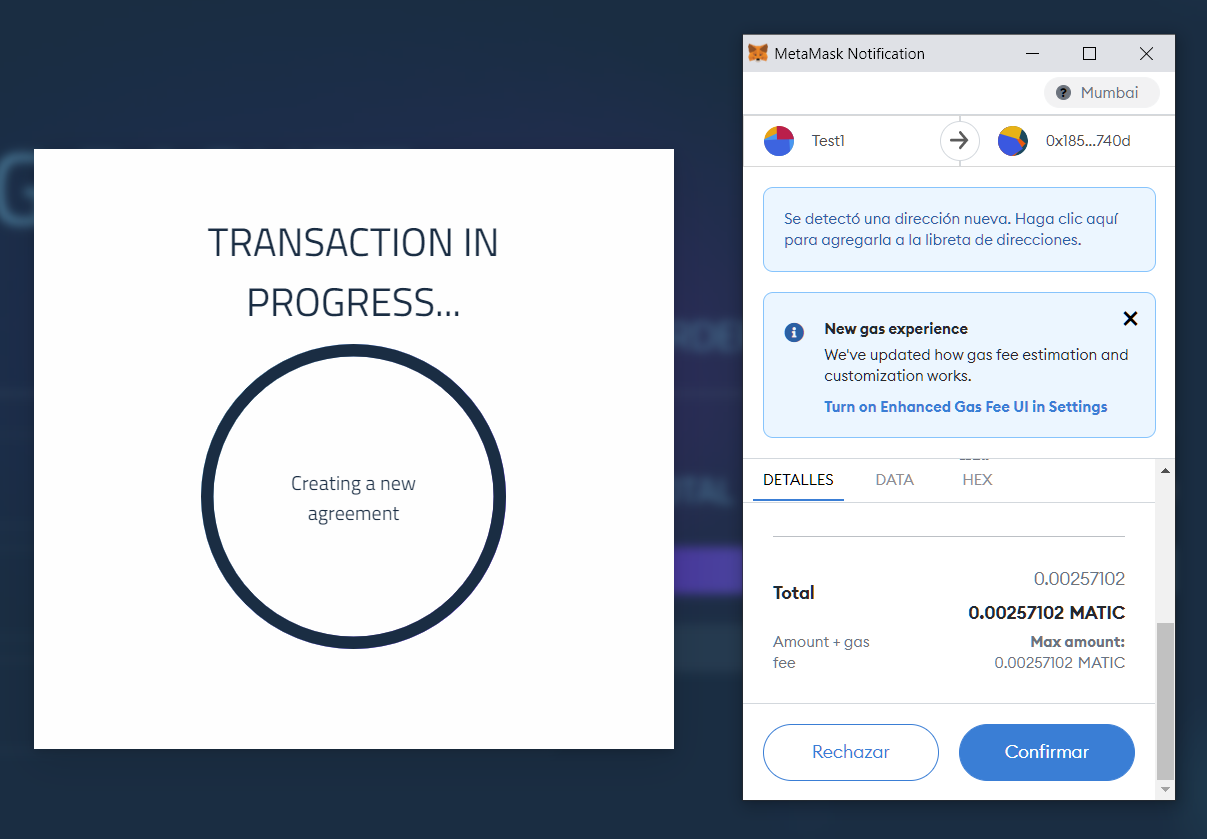 TRANSACTION IN
PROGRESS...
Creating a new
agreement
MetaMask Notification
Mumbai
Test1
0x185...740d
Se detectó una dirección nueva. Haga clic aquí
para agregarla a la libreta de direcciones.
New gas experience
We've updated how gas fee estimation and
customization works.
Turn on Enhanced Gas Fee UI in Settings
DETALLES DATA HEX
0.00257102
Total
0.00257102 MATIC
Amount + gas
fee
Max amount:
0.00257102 MATIC
Rechazar
Confirmar